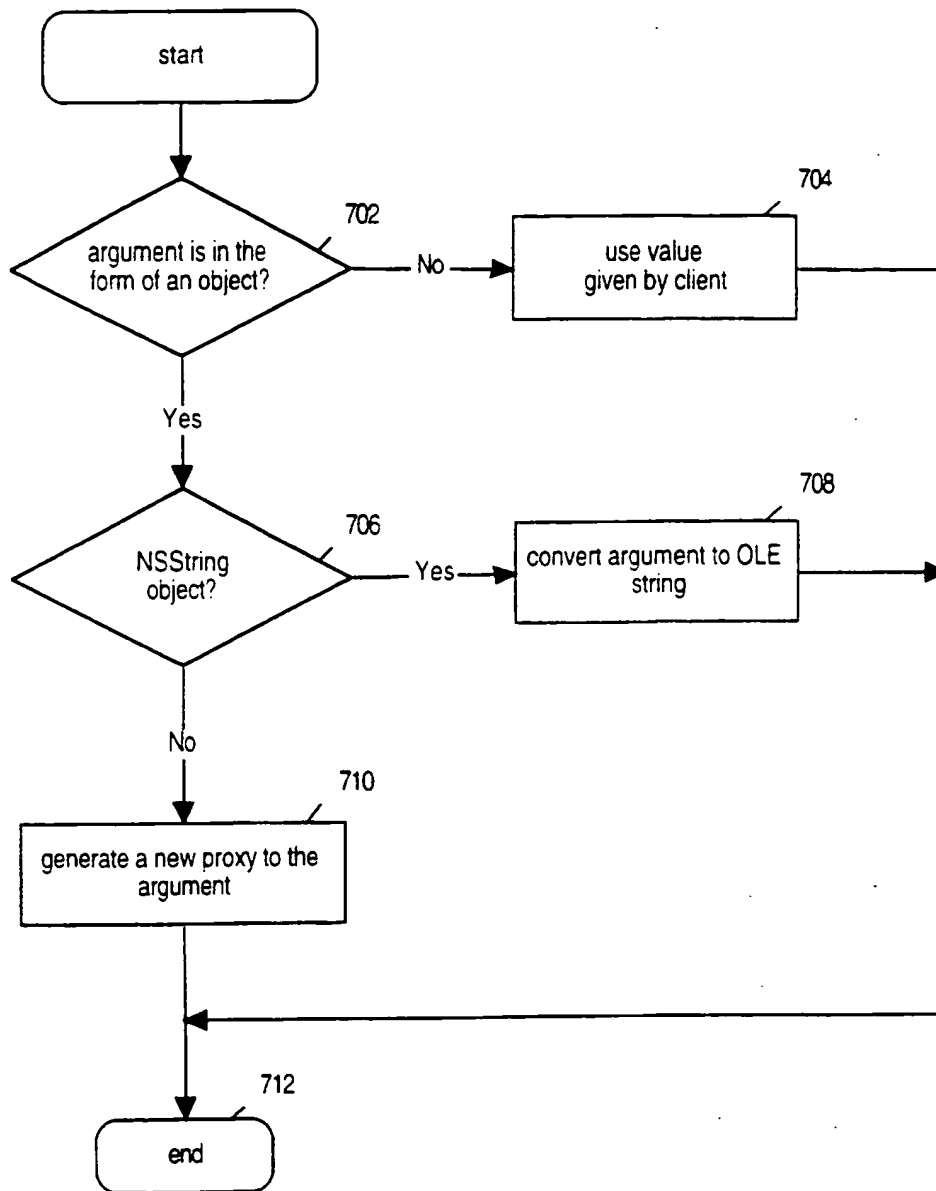 start
702
argument is in the
form of an object?
No
704
use value
given by client
Yes
706
NSString
object?
Yes
708
convert argument to OLE
string
No
710
generate a new proxy to the
argument
712
end